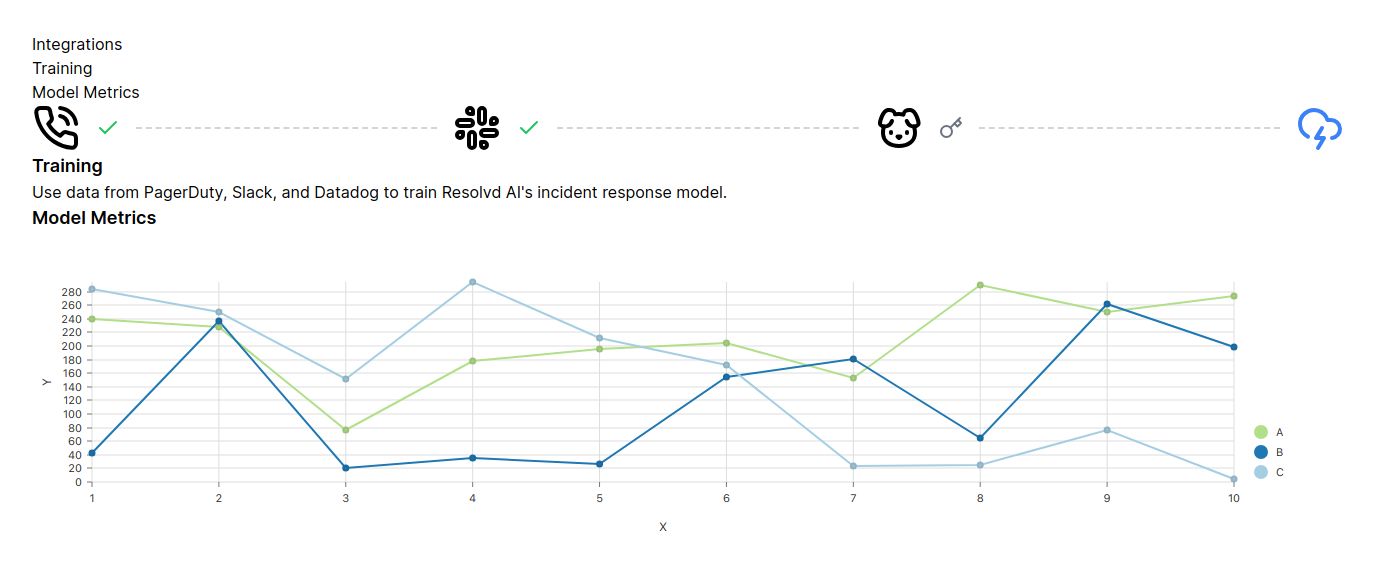 Integrations
Training
Model Metrics
Training
Use data from PagerDuty, Slack, and Datadog to train Resolvd AI's incident response model.
Model Metrics
280
260
240
220
200
180
160
140
120
100
80
60
40
20
0
Y
1 2 3 4 5 6 7 8 9 10
X
A
B
C